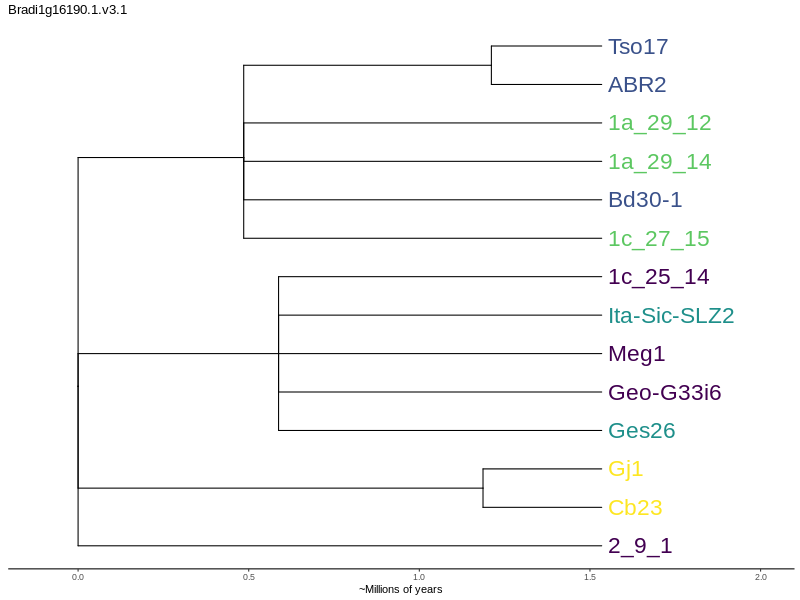 Bradi1g16190.1.v3.1
Tso17
ABR2
1a_29_12
1a_29_14
Bd30-1
1c_27_15
1c_25_14
Ita-Sic-SLZ2
Meg1
Geo-G33i6
Ges26
Gj1
Cb23
2_9_1
0.0 0.5 1.0 1.5 2.0
~Millions of years